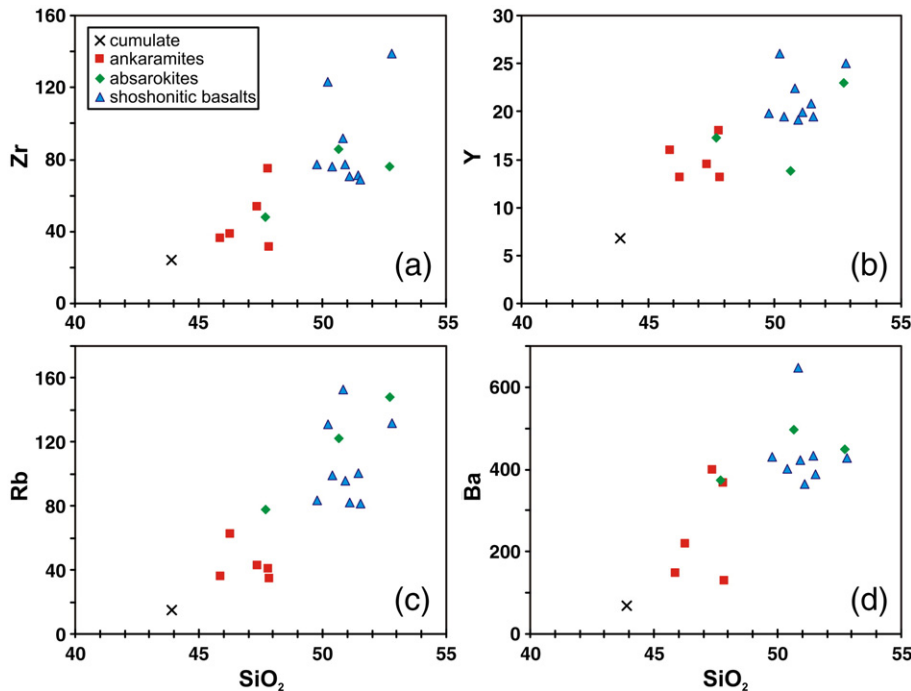 160
120
80
40
0
Zr
× cumulate
ankaramites
absarokites
shoshonitic basalts
(a)
40 45 50 55
30
25
20
15
10
5
0
Y
(b)
40 45 50 55
160
120
80
40
0
Rb
(c)
40 45 50 55
SiO₂
600
400
200
0
Ba
(d)
40 45 50 55
SiO₂